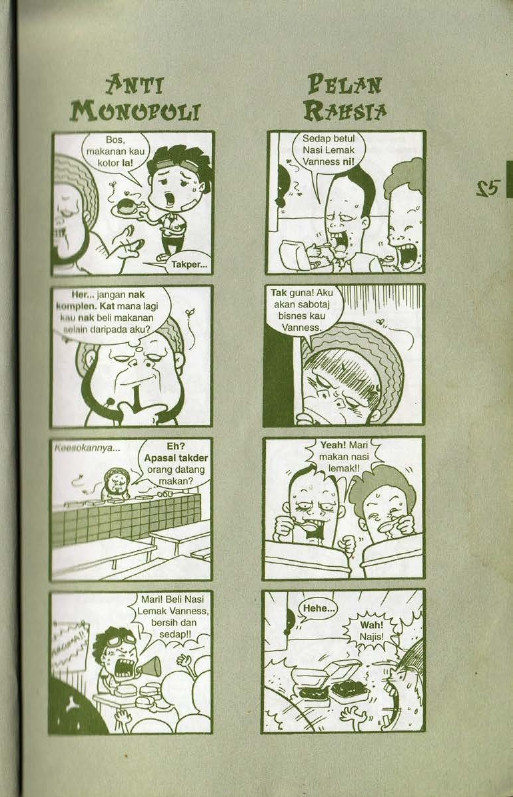 ANTI
MONOPOLI
Bos,
makanan kau
kotor la!
Takper...
Her... jangan nak
komplen. Kat mana lagi
kau nak beli makanan
selain daripada aku?
Keesokannya...
Eh?
Apasal takder
orang datang
makan?
Mari! Beli Nasi
Lemak Vanness,
bersih dan
sedap!!
PELAN
RAHSIA
Sedap betul
Nasi Lemak
Vanness ni!
Tak guna! Aku
akan sabotaj
bisnes kau
Vanness.
Yeah! Mari
makan nasi
lemak!!
Hehe...
Wah!
Najis!
25